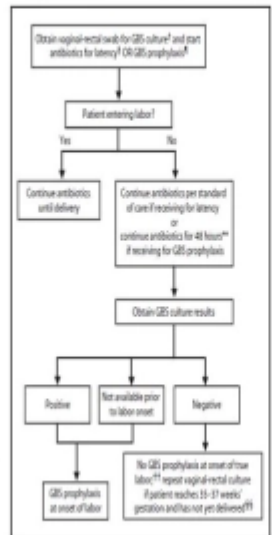 Obtain vaginal-rectal swab for GBS culture† and start
antibiotics for latency§ OR GBS prophylaxis¶
Patient entering labor?
Yes
No
Continue antibiotics
until delivery
Continue antibiotics per standard
of care if receiving for latency
or
continue antibiotics for 48 hours**
if receiving for GBS prophylaxis
Obtain GBS culture results
Positive
Not available prior
to labor onset
Negative
GBS prophylaxis
at onset of labor
No GBS prophylaxis at onset of true
labor;†† repeat vaginal-rectal culture
if patient reaches 35–37 weeks'
gestation and has not yet delivered§§